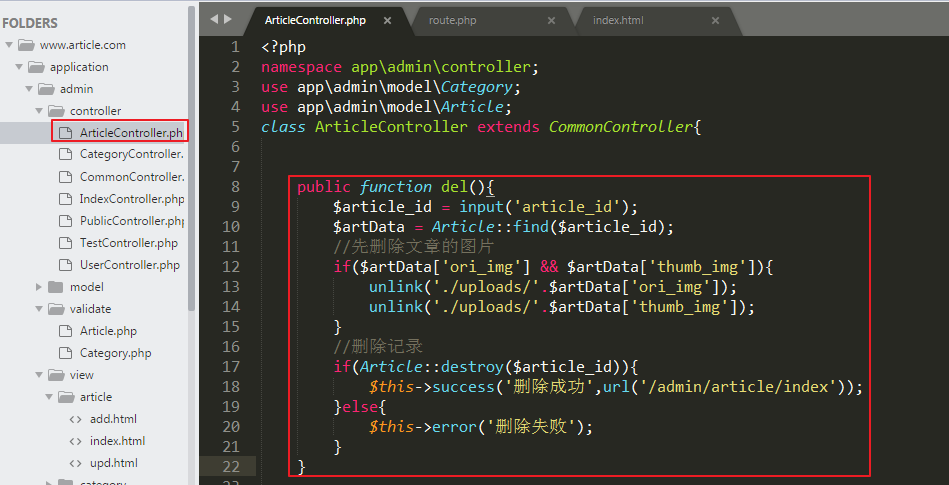 FOLDERS
www.article.com
application
admin
controller
ArticleController.ph
CategoryController.
CommonController.
IndexController.php
PublicController.php
TestController.php
UserController.php
model
validate
Article.php
Category.php
view
article
add.html
index.html
upd.html
category
ArticleController.php ×
route.php ×
index.html ×
1 <?php
2 namespace app\admin\controller;
3 use app\admin\model\Category;
4 use app\admin\model\Article;
5 class ArticleController extends CommonController{
6
7
8 public function del(){
9 $article_id = input('article_id');
10 $artData = Article::find($article_id);
11 //先删除文章的图片
12 if($artData['ori_img'] && $artData['thumb_img']){
13 unlink('./uploads/'.$artData['ori_img']);
14 unlink('./uploads/'.$artData['thumb_img']);
15 }
16 //删除记录
17 if(Article::destroy($article_id)){
18 $this->success('删除成功',url('/admin/article/index'));
19 }else{
20 $this->error('删除失败');
21 }
22 }
23